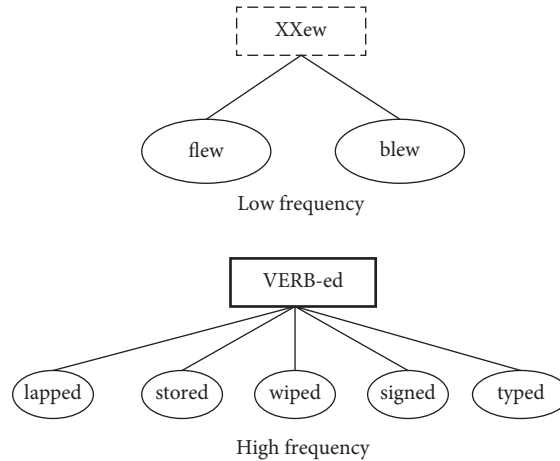 XXew
flew blew
Low frequency
VERB-ed
lapped stored wiped signed typed
High frequency